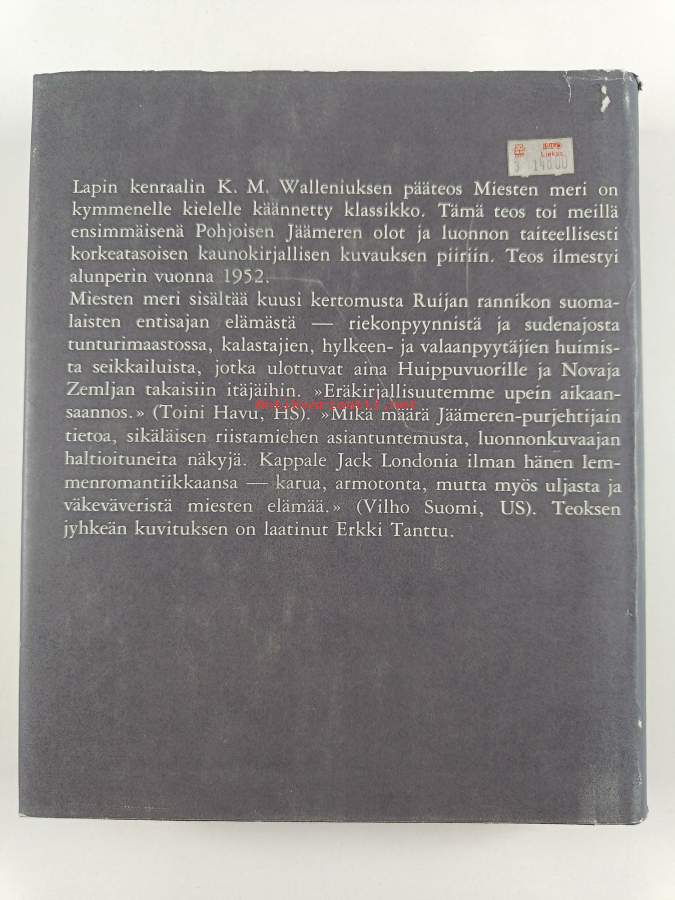 140.00
Lapin kenraalin K. M. Walleniuksen pääteos Miesten meri on
kymmenelle kielelle käännetty klassikko. Tämä teos toi meillä
ensimmäisenä Pohjoisen Jäämeren olot ja luonnon taiteellisesti
korkeatasoisen kaunokirjallisen kuvauksen piiriin. Teos ilmestyi
alunperin vuonna 1952.
Miesten meri sisältää kuusi kertomusta Ruijan rannikon suoma-
laisten entisajan elämästä — riekonpyynnistä ja sudenajosta
tunturimaastossa, kalastajien, hylkeen- ja valaanpyytäjien huimis-
ta seikkailuista, jotka ulottuvat aina Huippuvuorille ja Novaja
Zemljan takaisiin itäjäihin. »Eräkirjallisuutemme upein aikaan-
saannos.» (Toini Havu, HS). »Mikä määrä Jäämeren-purjehtijain
tietoa, sikäläisen riistamiehen asiantuntemusta, luonnonkuvaajan
haltioituneita näkyjä. Kappale Jack Londonia ilman hänen lem-
menromantiikkaansa — karua, armotonta, mutta myös uljasta ja
väkeväveristä miesten elämää.» (Vilho Suomi, US). Teoksen
jyhkeän kuvituksen on laatinut Erkki Tanttu.